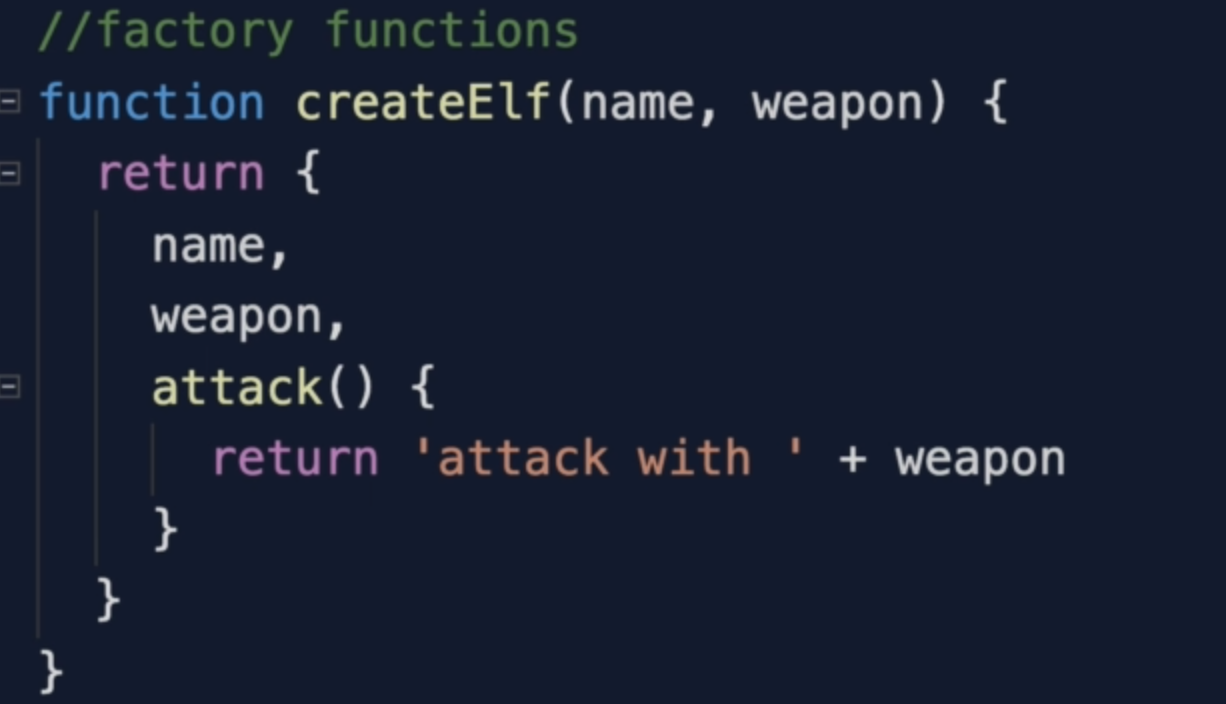 //factory functions
function createElf(name, weapon) {
  return {
    name,
    weapon,
    attack() {
      return 'attack with ' + weapon
    }
  }
}